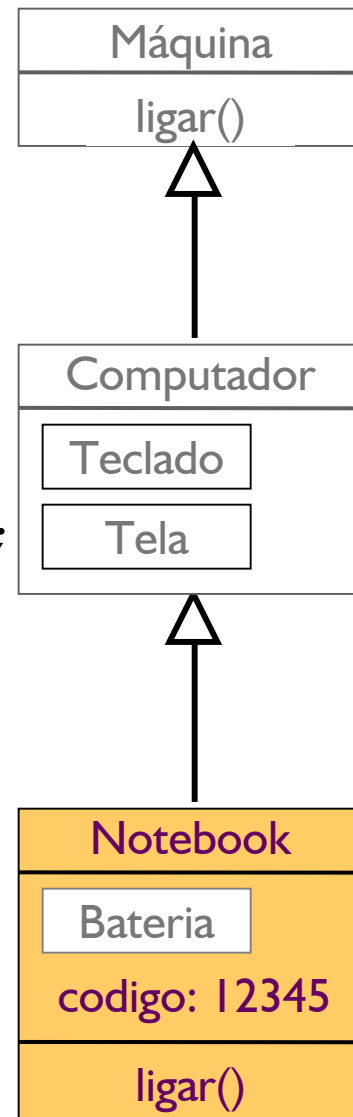 Máquina
ligar()
Computador
Teclado
Tela
Notebook
Bateria
codigo: 12345
ligar()